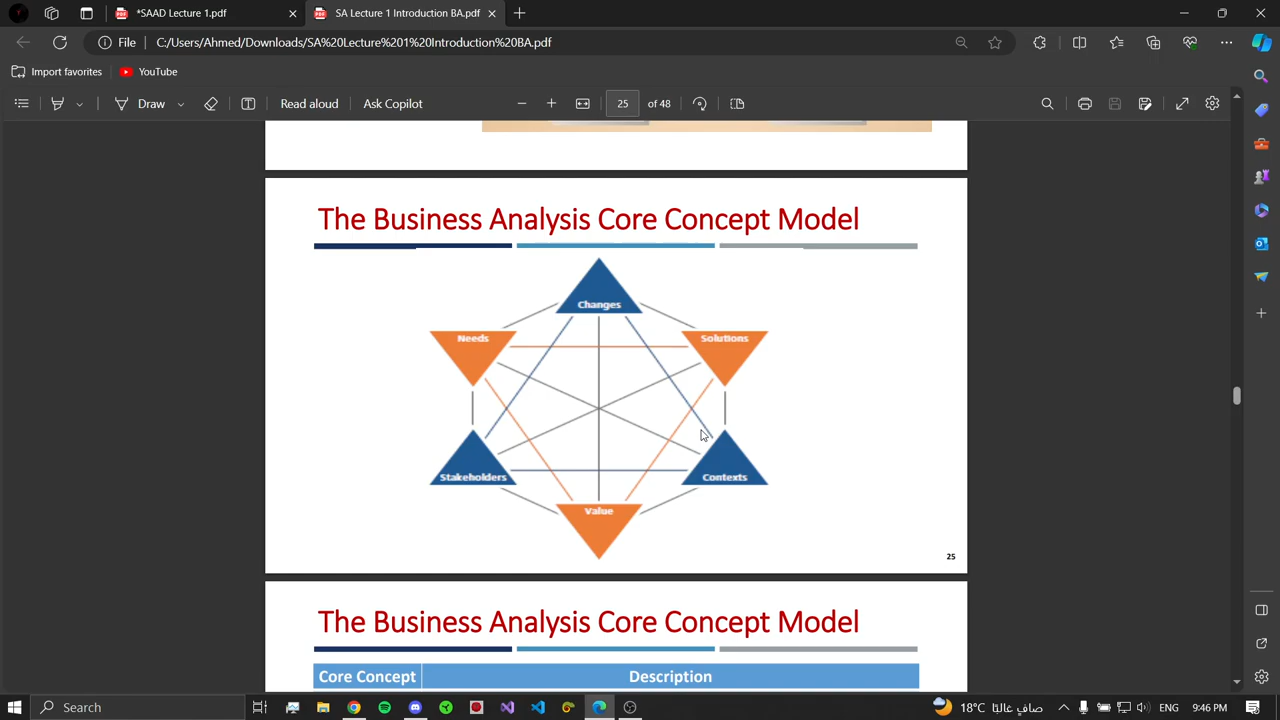 *SAAD Lecture 1.pdf
SA Lecture 1 Introduction BA.pdf
File
C:/Users/Ahmed/Downloads/SA%20Lecture%201%20Introduction%20BA.pdf
Import favorites
YouTube
Draw
Read aloud
Ask Copilot
25
of 48
The Business Analysis Core Concept Model
Changes
Needs
Solutions
Stakeholders
Contexts
Value
25
The Business Analysis Core Concept Model
Core Concept
Description
Search
18°C صافي غالبًا
ENG
9:46 PM